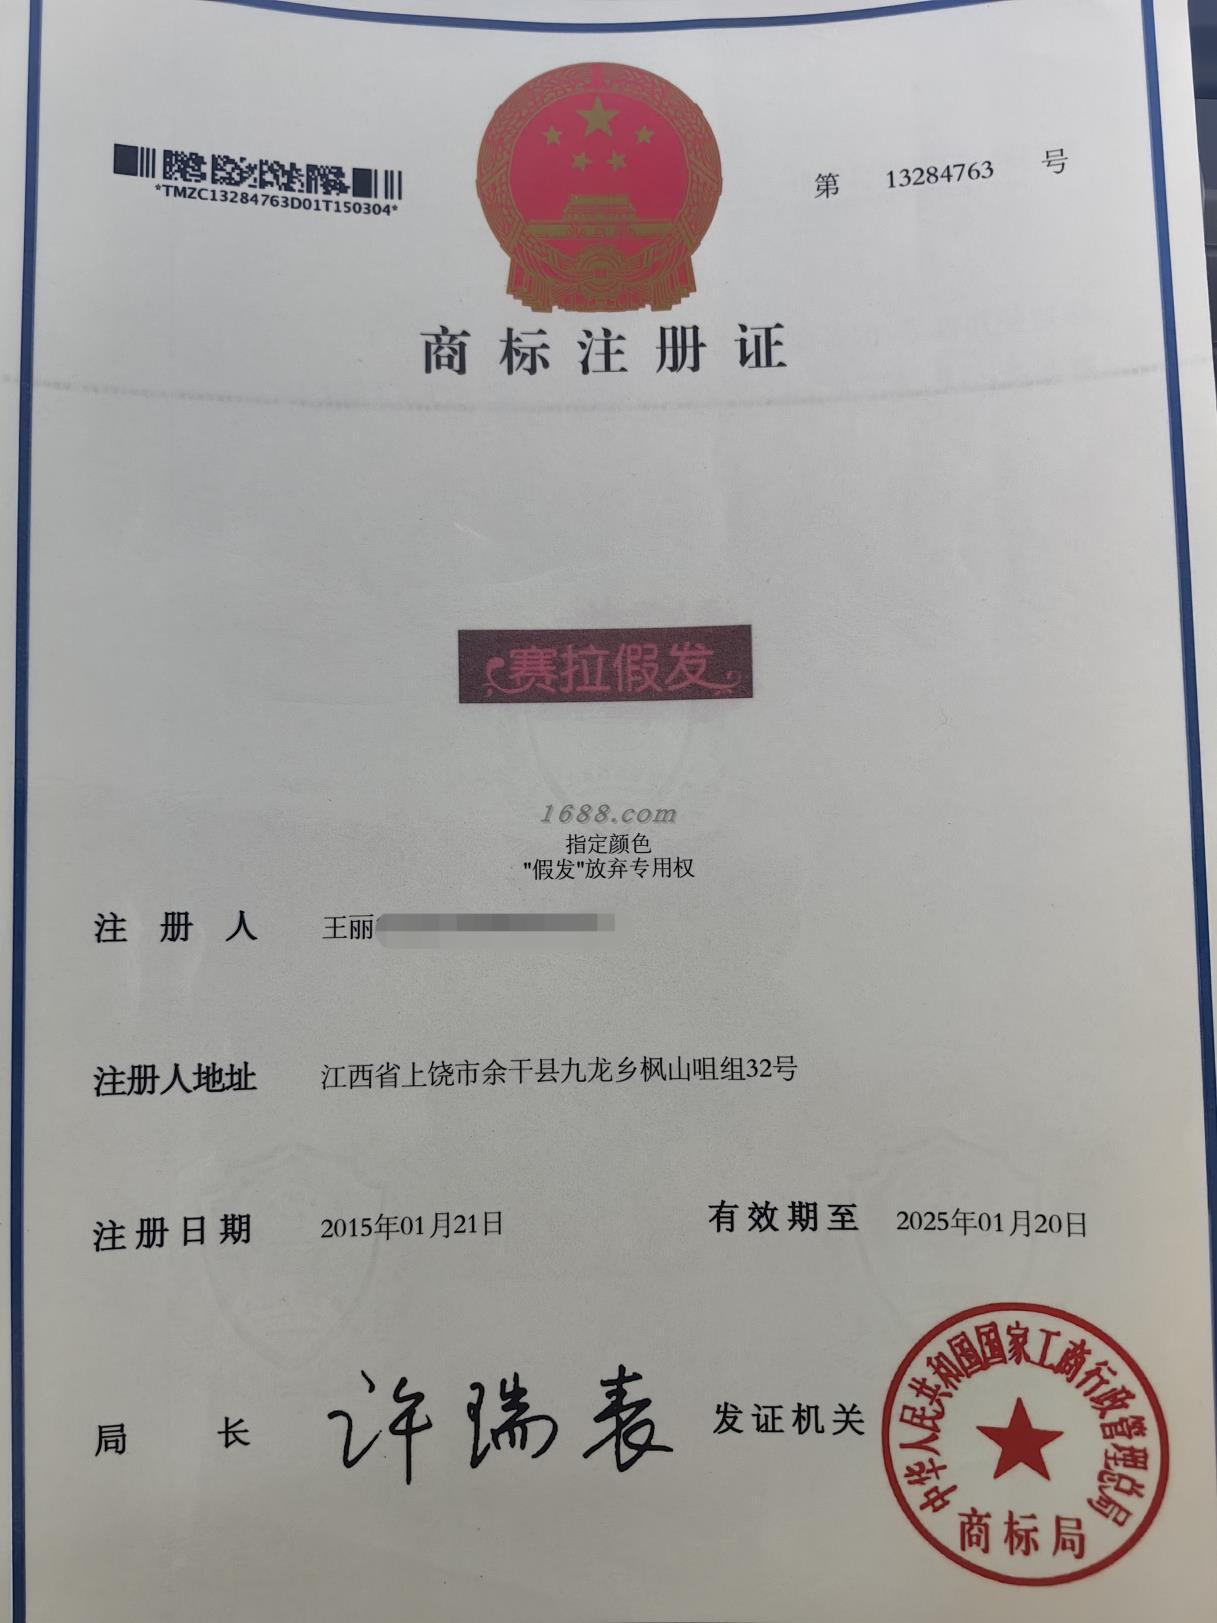 *TMZC13284763D01T150304*
第 13284763 号
商标注册证
赛拉假发
1688.com
指定颜色
"假发"放弃专用权
注册人 王丽
注册人地址 江西省上饶市余干县九龙乡枫山咀组32号
注册日期 2015年01月21日 有效期至 2025年01月20日
局长 许瑞表 发证机关
中华人民共和国国家工商行政管理总局
商标局